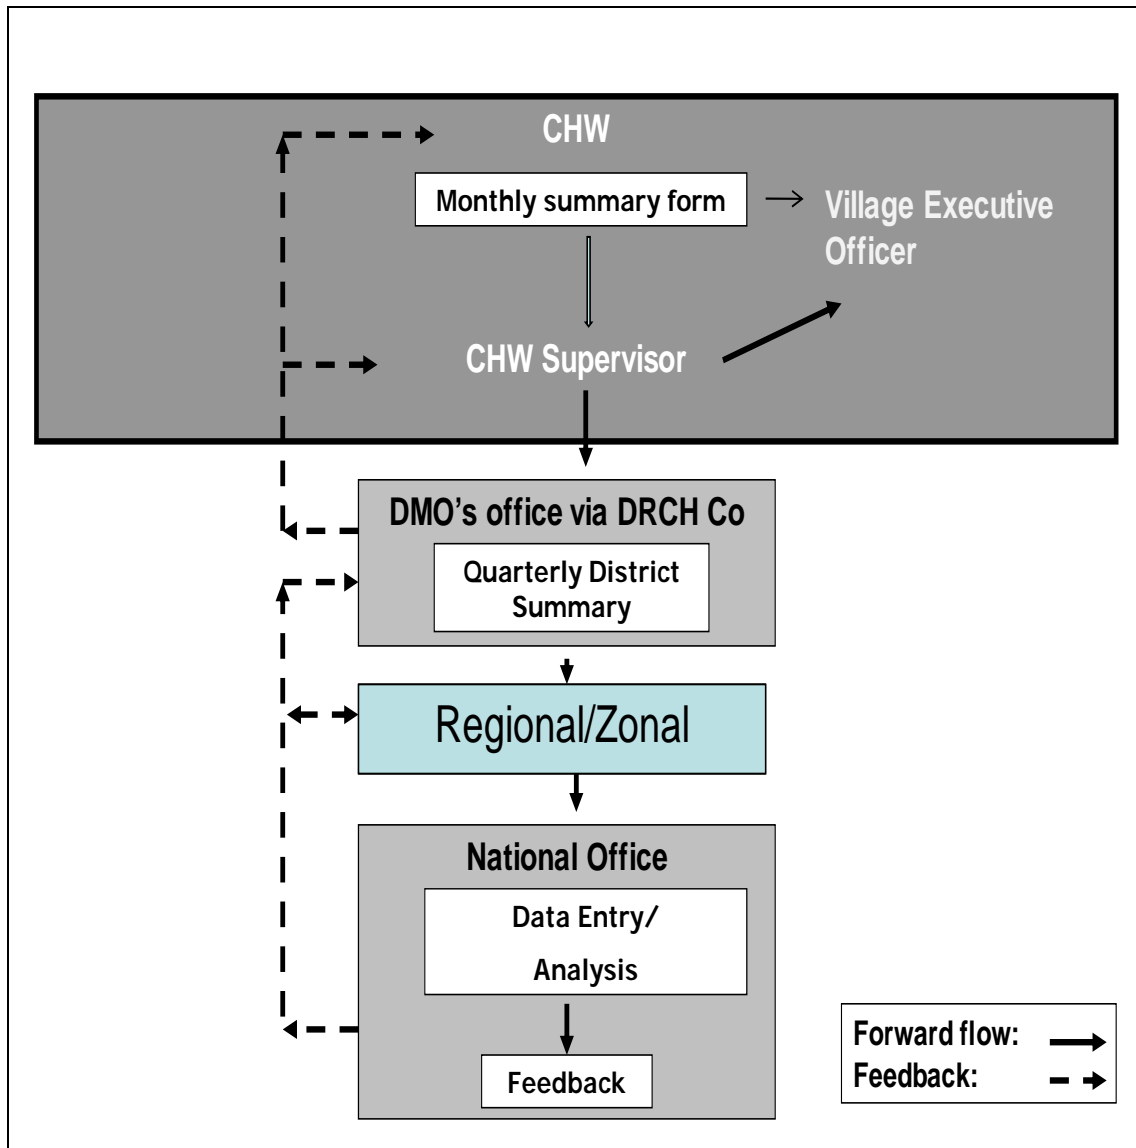 CHW
Monthly summary form
Village Executive
Officer
CHW Supervisor
DMO's office via DRCH Co
Quarterly District
Summary
Regional/Zonal
National Office
Data Entry/
Analysis
Feedback
Forward flow:
Feedback: